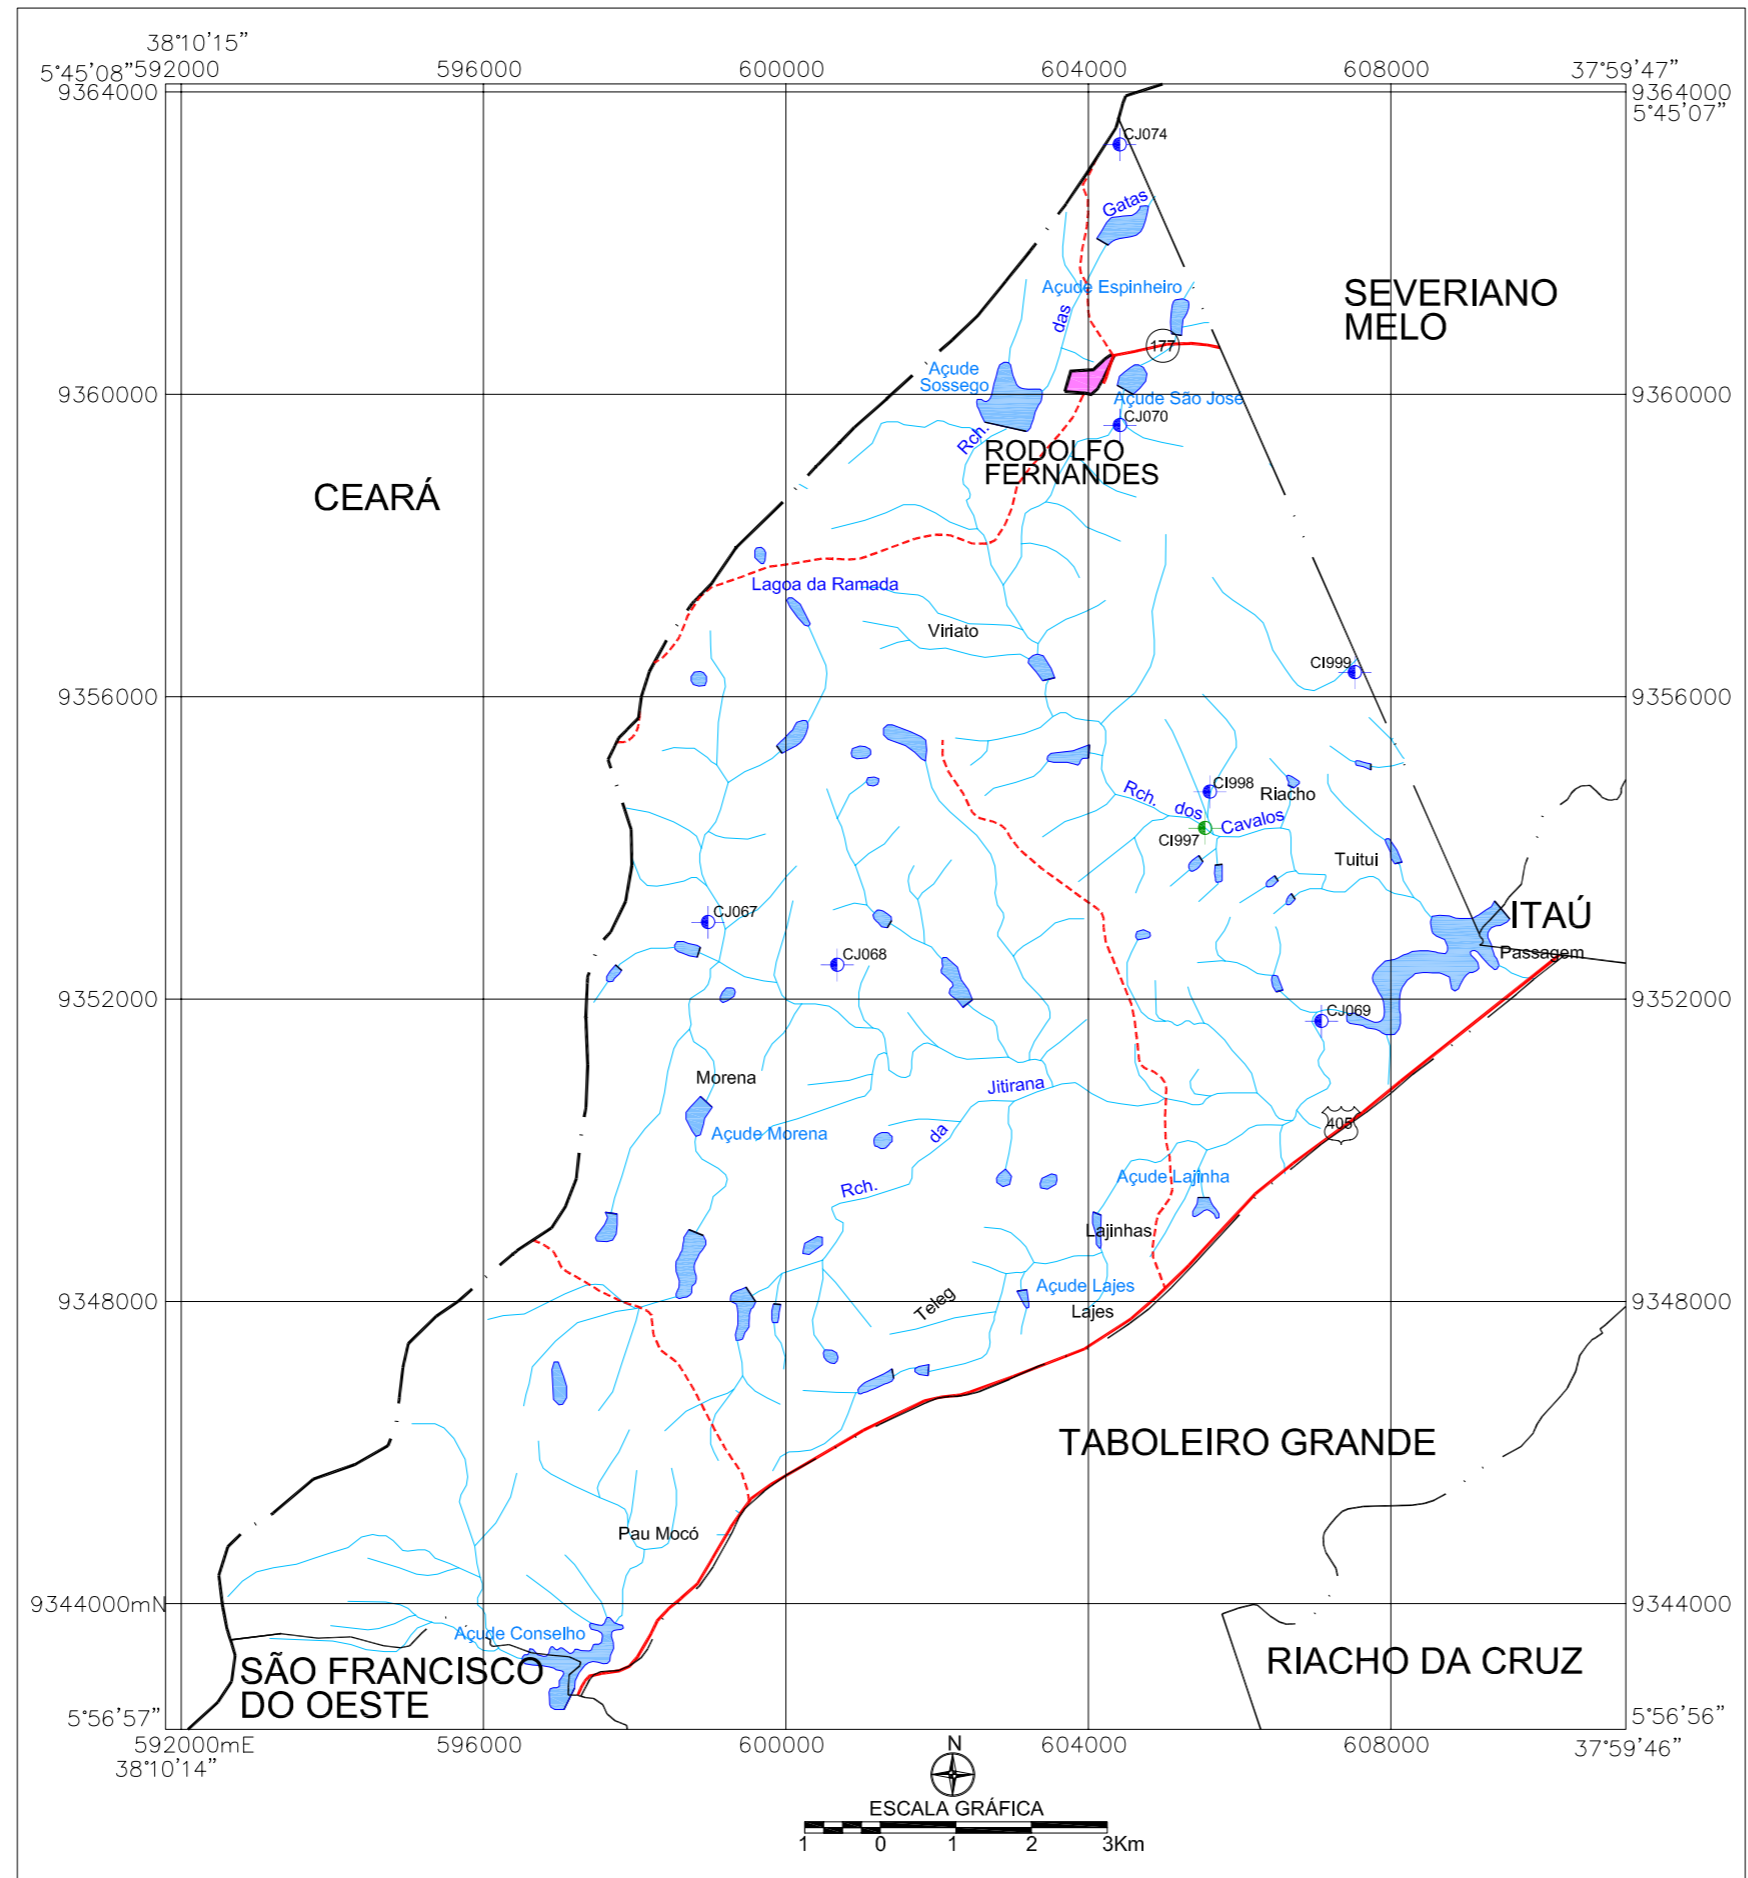 38°10'15"
5°45'08"
592000
596000
600000
604000
608000
37°59'47"
9364000
9364000
5°45'07"
CJ074
Gatas
Açude Espinheiro
SEVERIANO
MELO
das
177
Açude
Sossego
9360000
Açude São José
9360000
CJ070
Rch.
RODOLFO
FERNANDES
CEARÁ
Lagoa da Ramada
Viriato
CI999
9356000
9356000
CI998
Rch.
dos
Riacho
Cavalos
CI997
Tuitui
CJ067
ITAÚ
CJ068
Passagem
9352000
9352000
CJ069
Morena
Jitirana
405
Açude Morena
da
Rch.
Açude Lajinha
Lajinhas
Açude Lajes
Teleg
Lajes
9348000
9348000
TABOLEIRO GRANDE
Pau Mocó
9344000mN
9344000
Açude Conselho
SÃO FRANCISCO
DO OESTE
RIACHO DA CRUZ
5°56'57"
5°56'56"
592000mE
596000
600000
N
604000
608000
37°59'46"
38°10'14"
ESCALA GRÁFICA
1 0 1 2 3Km